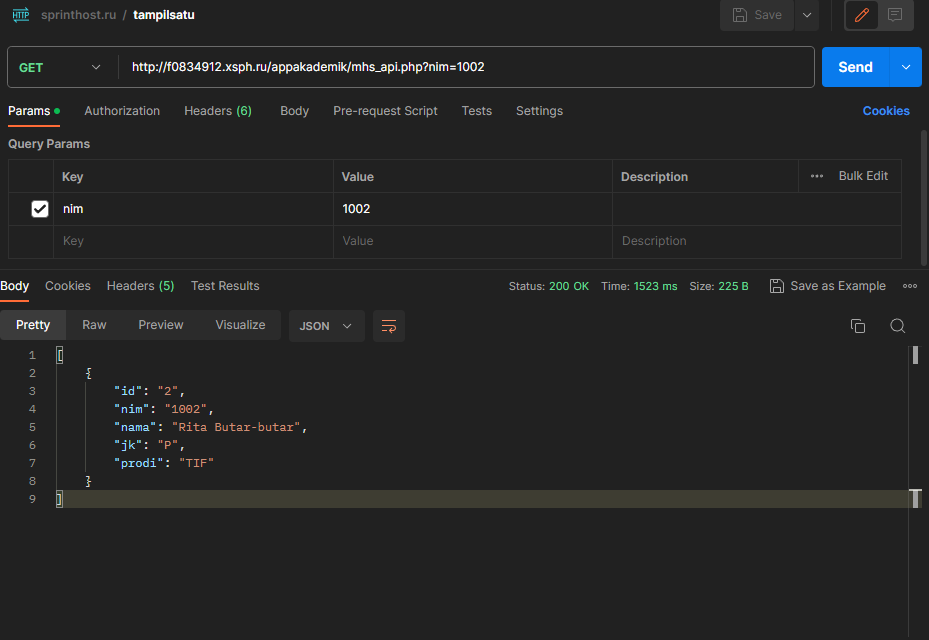 HTTP sprinthost.ru / tampilsatu Save
GET http://f0834912.xsph.ru/appakademik/mhs_api.php?nim=1002 Send
Params Authorization Headers (6) Body Pre-request Script Tests Settings Cookies
Query Params
Key Value Description ••• Bulk Edit
nim 1002
Key Value Description
Body Cookies Headers (5) Test Results Status: 200 OK Time: 1523 ms Size: 225 B Save as Example
Pretty Raw Preview Visualize JSON
1 [
2 {
3 "id": "2",
4 "nim": "1002",
5 "nama": "Rita Butar-butar",
6 "jk": "P",
7 "prodi": "TIF"
8 }
9 ]